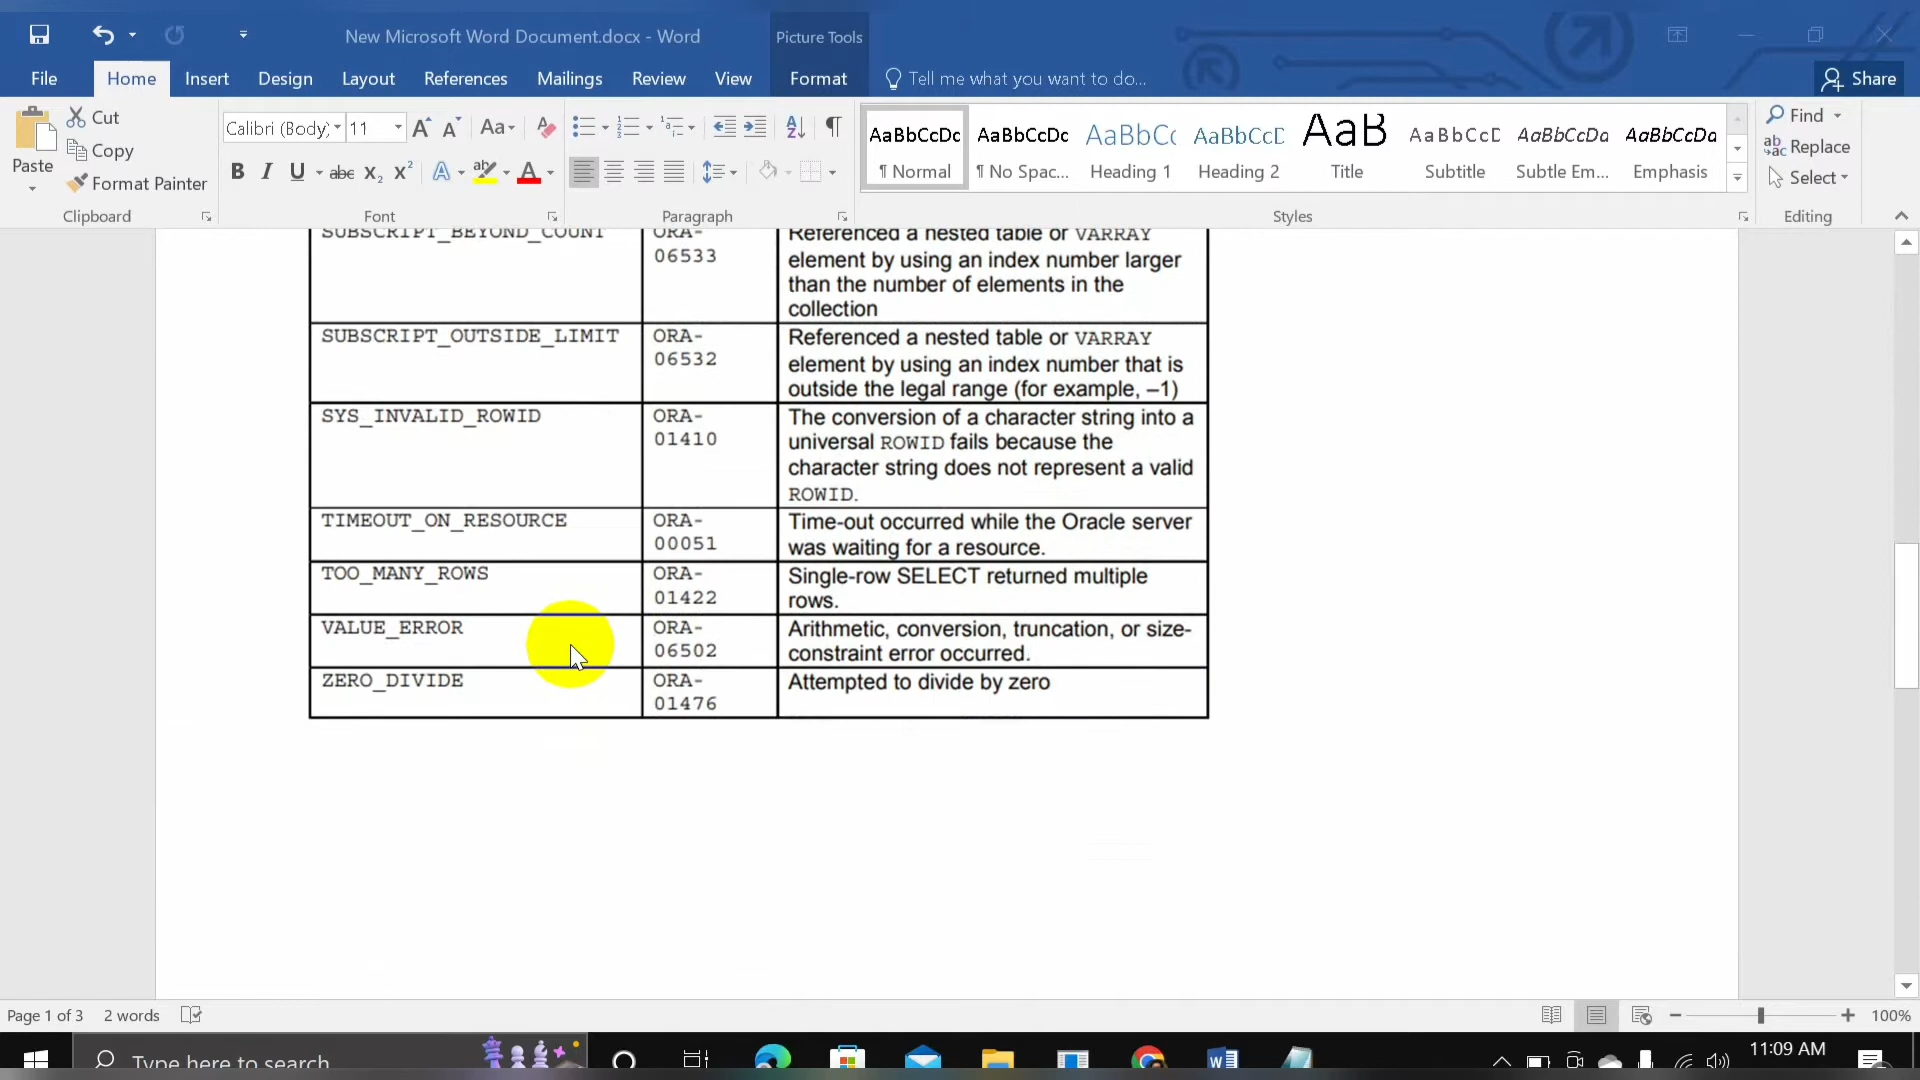 New Microsoft Word Document.docx - Word
Picture Tools
File
Home
Insert
Design
Layout
References
Mailings
Review
View
Format
Tell me what you want to do...
Share
Paste
Cut
Copy
Format Painter
Clipboard
Calibri (Body)
11
Font
Paragraph
AaBbCcDc
¶ Normal
AaBbCcDc
¶ No Spac...
AaBbCc
Heading 1
AaBbCcD
Heading 2
AaB
Title
AaBbCcD
Subtitle
AaBbCcDa
Subtle Em...
AaBbCcDa
Emphasis
Styles
Find
Replace
Select
Editing
SUBSCRIPT_BEYOND_COUNT
ORA-
06533
Referenced a nested table or VARRAY
element by using an index number larger
than the number of elements in the
collection
SUBSCRIPT_OUTSIDE_LIMIT
ORA-
06532
Referenced a nested table or VARRAY
element by using an index number that is
outside the legal range (for example, –1)
SYS_INVALID_ROWID
ORA-
01410
The conversion of a character string into a
universal ROWID fails because the
character string does not represent a valid
ROWID.
TIMEOUT_ON_RESOURCE
ORA-
00051
Time-out occurred while the Oracle server
was waiting for a resource.
TOO_MANY_ROWS
ORA-
01422
Single-row SELECT returned multiple
rows.
VALUE_ERROR
ORA-
06502
Arithmetic, conversion, truncation, or size-
constraint error occurred.
ZERO_DIVIDE
ORA-
01476
Attempted to divide by zero
Page 1 of 3
2 words
100%
Type here to search
11:09 AM